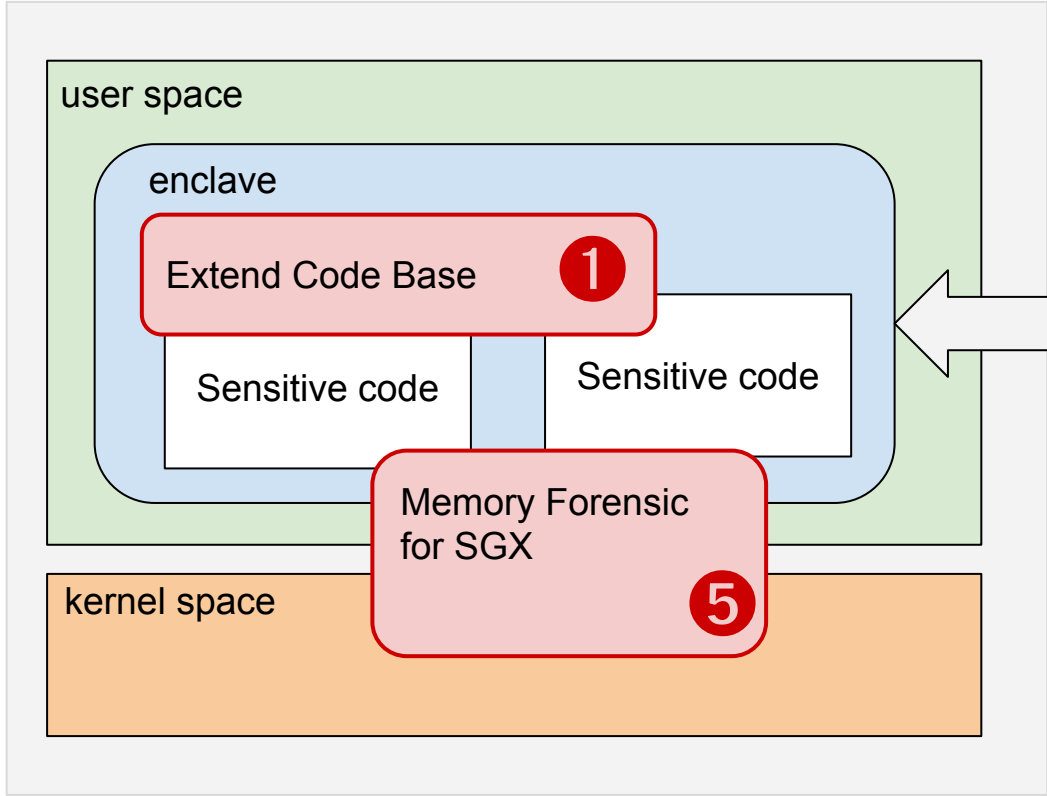 user space
enclave
Extend Code Base
1
Sensitive code
Sensitive code
Memory Forensic
for SGX
5
kernel space